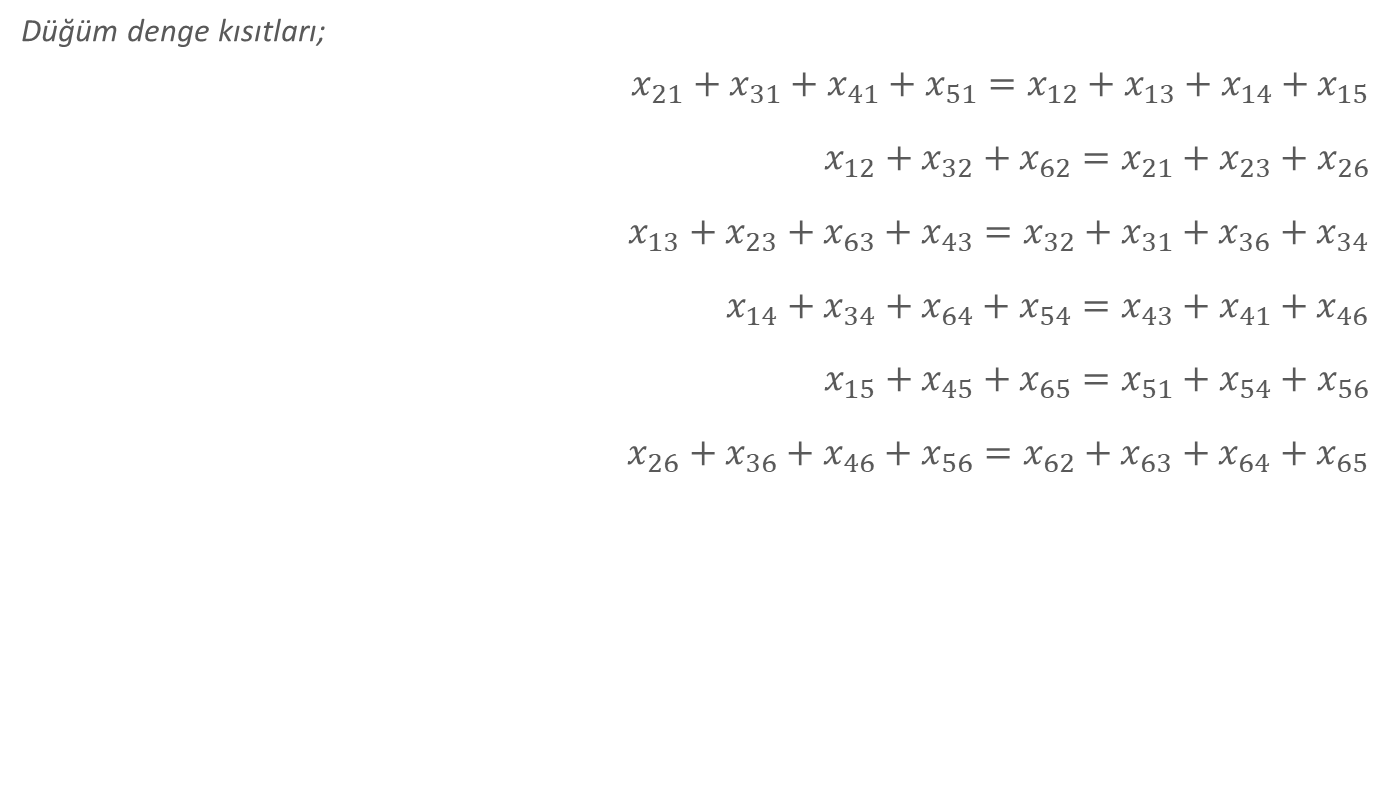 Düğüm denge kısıtları;
x₂₁ + x₃₁ + x₄₁ + x₅₁ = x₁₂ + x₁₃ + x₁₄ + x₁₅
x₁₂ + x₃₂ + x₆₂ = x₂₁ + x₂₃ + x₂₆
x₁₃ + x₂₃ + x₆₃ + x₄₃ = x₃₂ + x₃₁ + x₃₆ + x₃₄
x₁₄ + x₃₄ + x₆₄ + x₅₄ = x₄₃ + x₄₁ + x₄₆
x₁₅ + x₄₅ + x₆₅ = x₅₁ + x₅₄ + x₅₆
x₂₆ + x₃₆ + x₄₆ + x₅₆ = x₆₂ + x₆₃ + x₆₄ + x₆₅